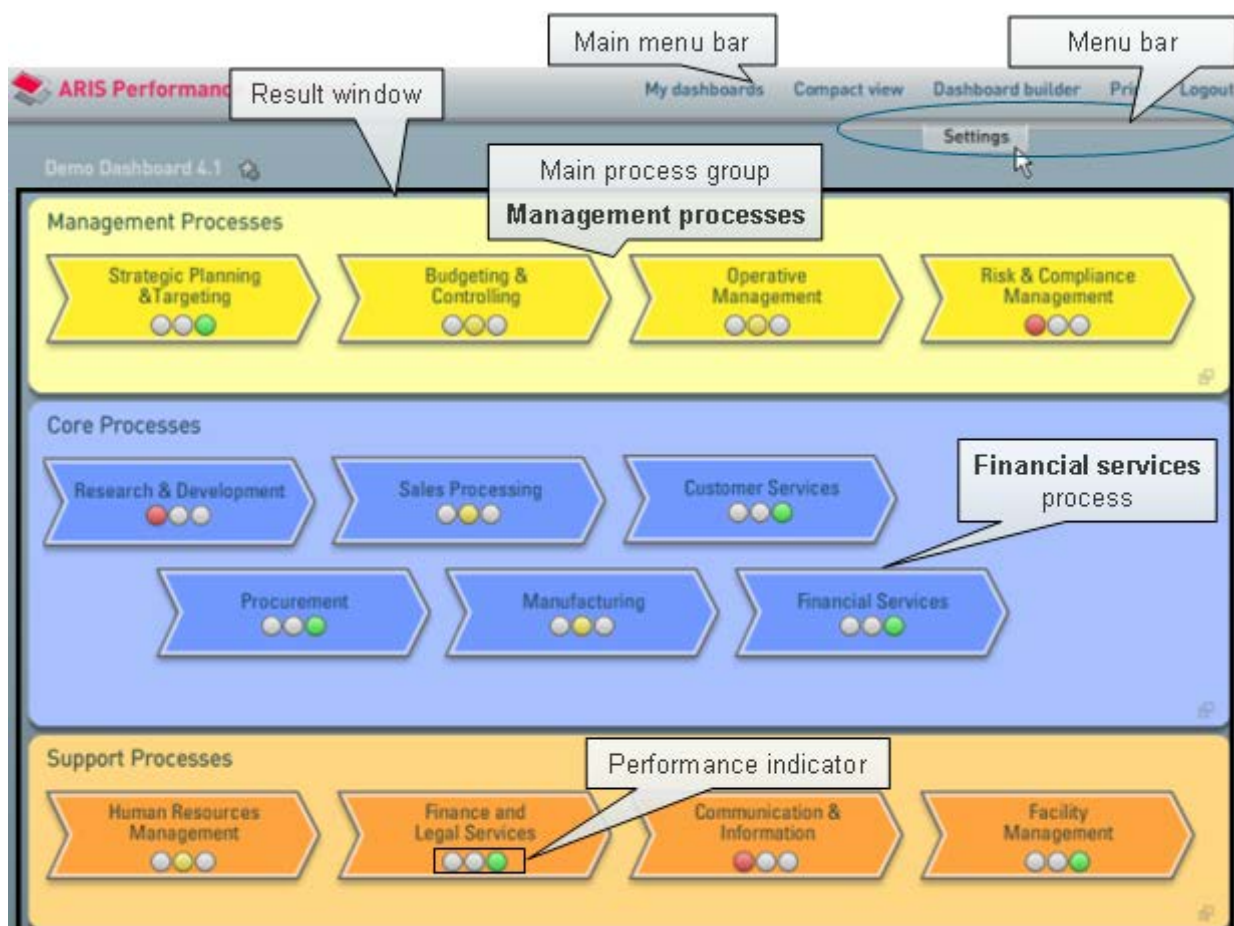 Main menu bar
Menu bar
ARIS Performanc
Result window
My dashboards
Compact view
Dashboard builder
Pri
Logout
Settings
Demo Dashboard 4.1
Main process group
Management processes
Management Processes
Strategic Planning
&Targeting
Budgeting &
Controlling
Operative
Management
Risk & Compliance
Management
Core Processes
Research & Development
Sales Processing
Customer Services
Financial services
process
Procurement
Manufacturing
Financial Services
Support Processes
Performance indicator
Human Resources
Management
Finance and
Legal Services
Communication &
Information
Facility
Management